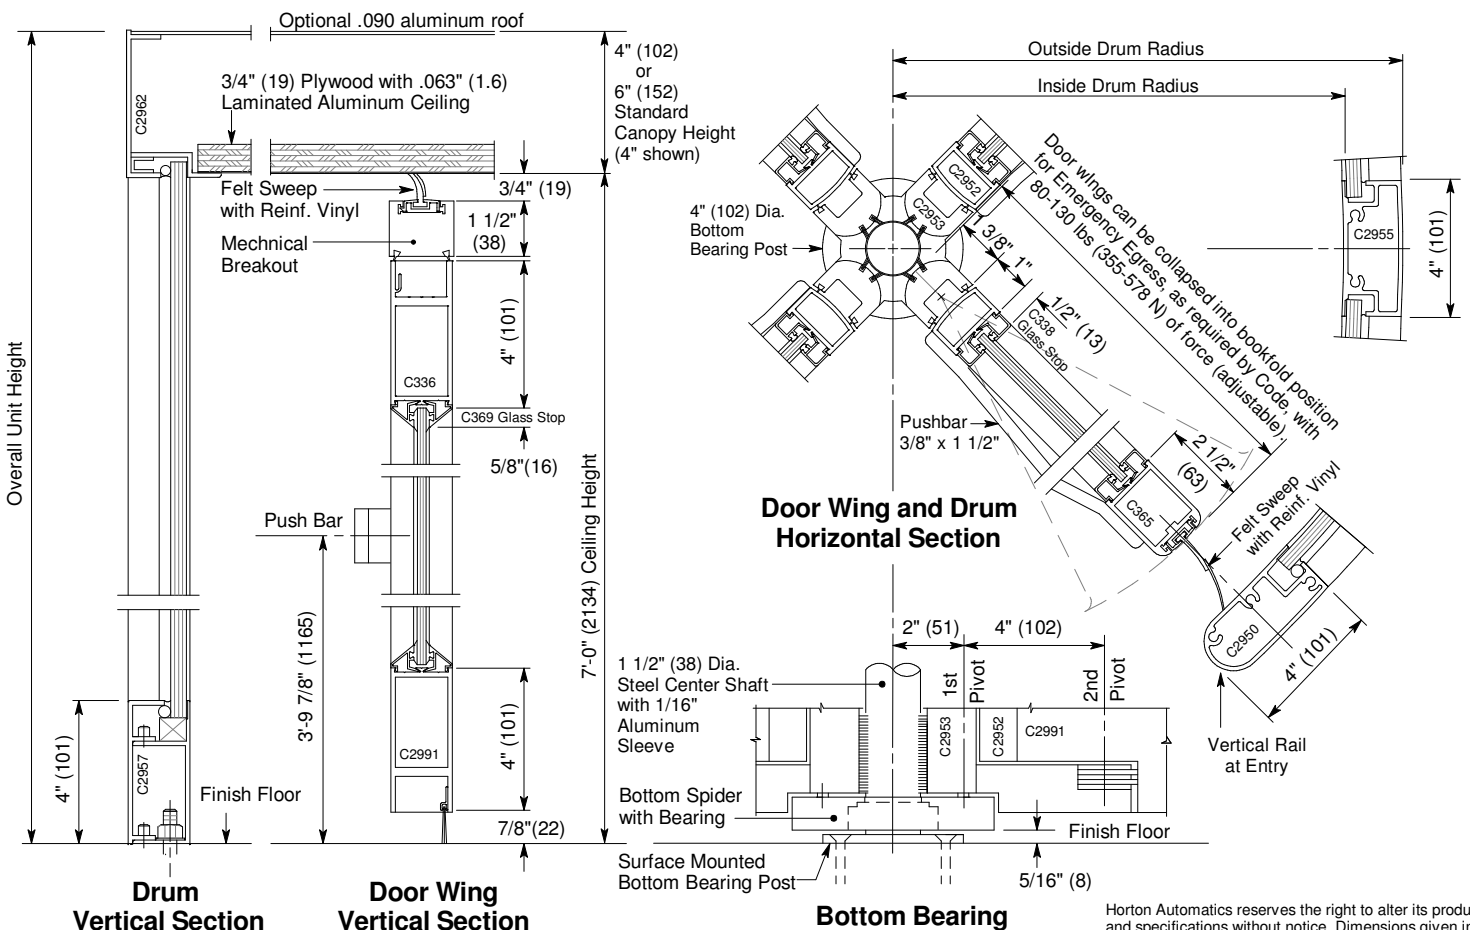 Optional .090 aluminum roof
3/4" (19) Plywood with .063" (1.6)
Laminated Aluminum Ceiling
C2962
4" (102)
or
6" (152)
Standard
Canopy Height
(4" shown)
Overall Unit Height
Felt Sweep
with Reinf. Vinyl
3/4" (19)
1 1/2"
(38)
Mechnical
Breakout
4" (101)
C336
C369 Glass Stop
5/8"(16)
Push Bar
3'-9 7/8" (1165)
7'-0" (2134) Ceiling Height
4" (101)
C2957
Finish Floor
C2991
4" (101)
7/8"(22)
Drum
Vertical Section
Door Wing
Vertical Section
Outside Drum Radius
Inside Drum Radius
4" (102) Dia.
Bottom
Bearing Post
C2952
C2953
3/8"
1"
1/2" (13)
C338
Glass Stop
Door wings can be collapsed into bookfold position
for Emergency Egress, as required by Code, with
80-130 lbs (355-578 N) of force (adjustable).
C2955
4" (101)
Pushbar
3/8" x 1 1/2"
2 1/2"
(63)
C365
Felt Sweep
with Reinf. Vinyl
Door Wing and Drum
Horizontal Section
C2950
4" (101)
Vertical Rail
at Entry
2" (51)
4" (102)
1 1/2" (38) Dia.
Steel Center Shaft
with 1/16"
Aluminum
Sleeve
1st
Pivot
2nd
Pivot
C2953
C2952
C2991
Bottom Spider
with Bearing
Finish Floor
Surface Mounted
Bottom Bearing Post
5/16" (8)
Bottom Bearing
Horton Automatics reserves the right to alter its produ
and specifications without notice. Dimensions given in